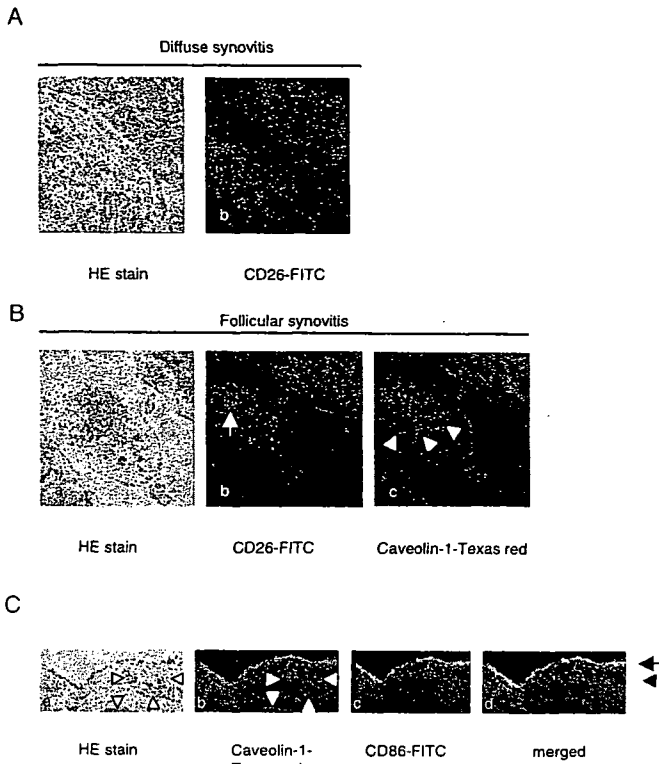 A
Diffuse synovitis
b
HE stain
CD26-FITC
B
Follicular synovitis
b
c
HE stain
CD26-FITC
Caveolin-1-Texas red
C
a
b
c
d
HE stain
Caveolin-1-
CD86-FITC
merged